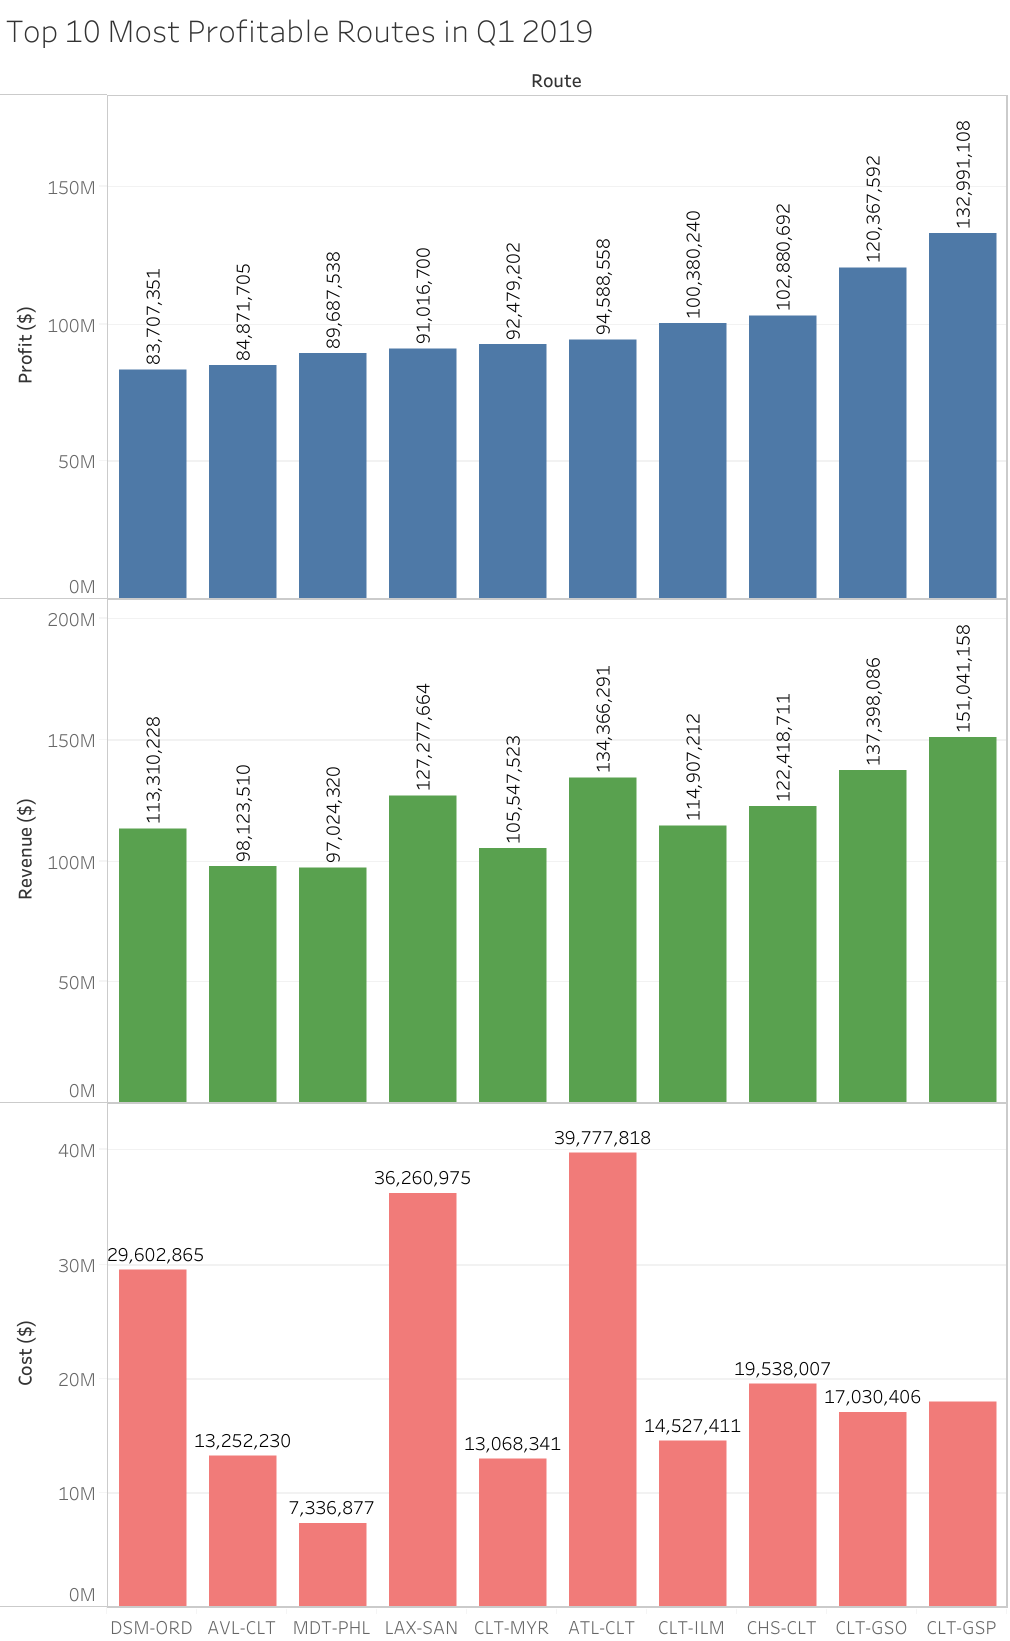 Top 10 Most Profitable Routes in Q1 2019
Route
Profit ($)
150M
100M
50M
0M
83,707,351
84,871,705
89,687,538
91,016,700
92,479,202
94,588,558
100,380,240
102,880,692
120,367,592
132,991,108
Revenue ($)
200M
150M
100M
50M
0M
113,310,228
98,123,510
97,024,320
127,277,664
105,547,523
134,366,291
114,907,212
122,418,711
137,398,086
151,041,158
Cost ($)
40M
30M
20M
10M
0M
29,602,865
13,252,230
7,336,877
36,260,975
13,068,341
39,777,818
14,527,411
19,538,007
17,030,406
DSM-ORD AVL-CLT MDT-PHL LAX-SAN CLT-MYR ATL-CLT CLT-ILM CHS-CLT CLT-GSO CLT-GSP